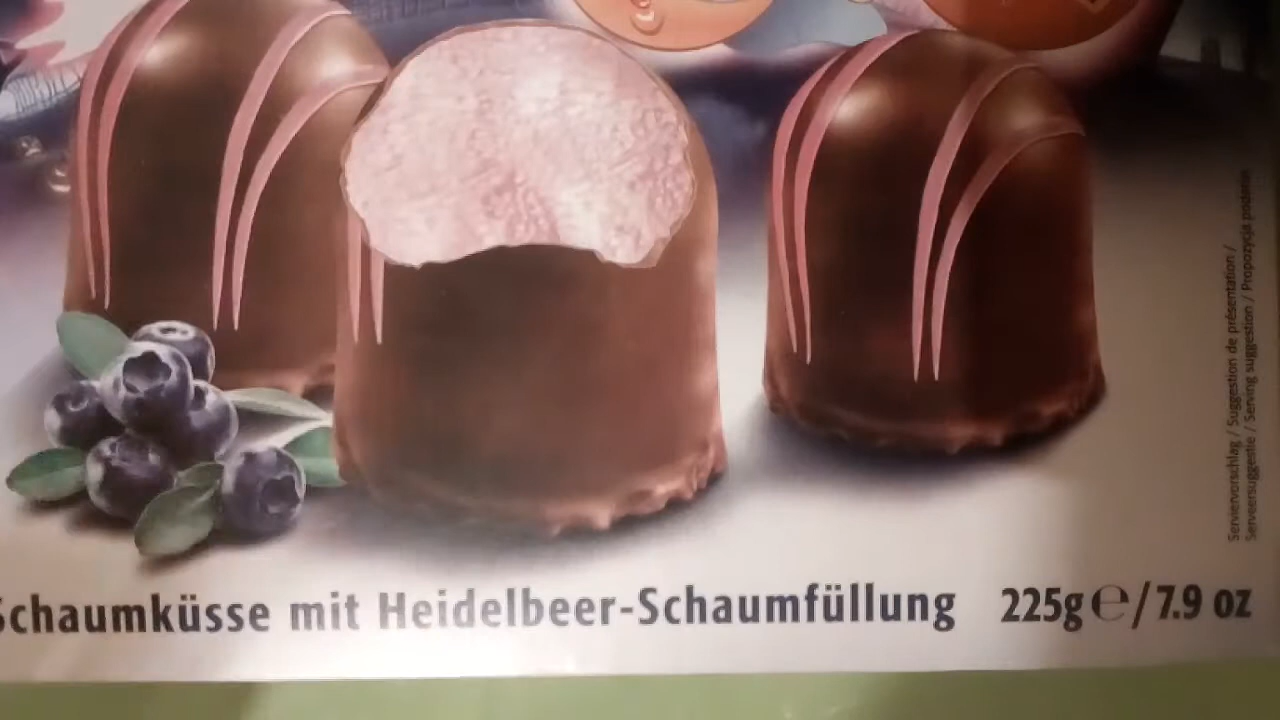 Schaumküsse mit Heidelbeer-Schaumfüllung 225g℮/7.9 oz
Serviervorschlag / Suggestion de présentation /
Serveersuggestie / Serving suggestion / Propozycja podania